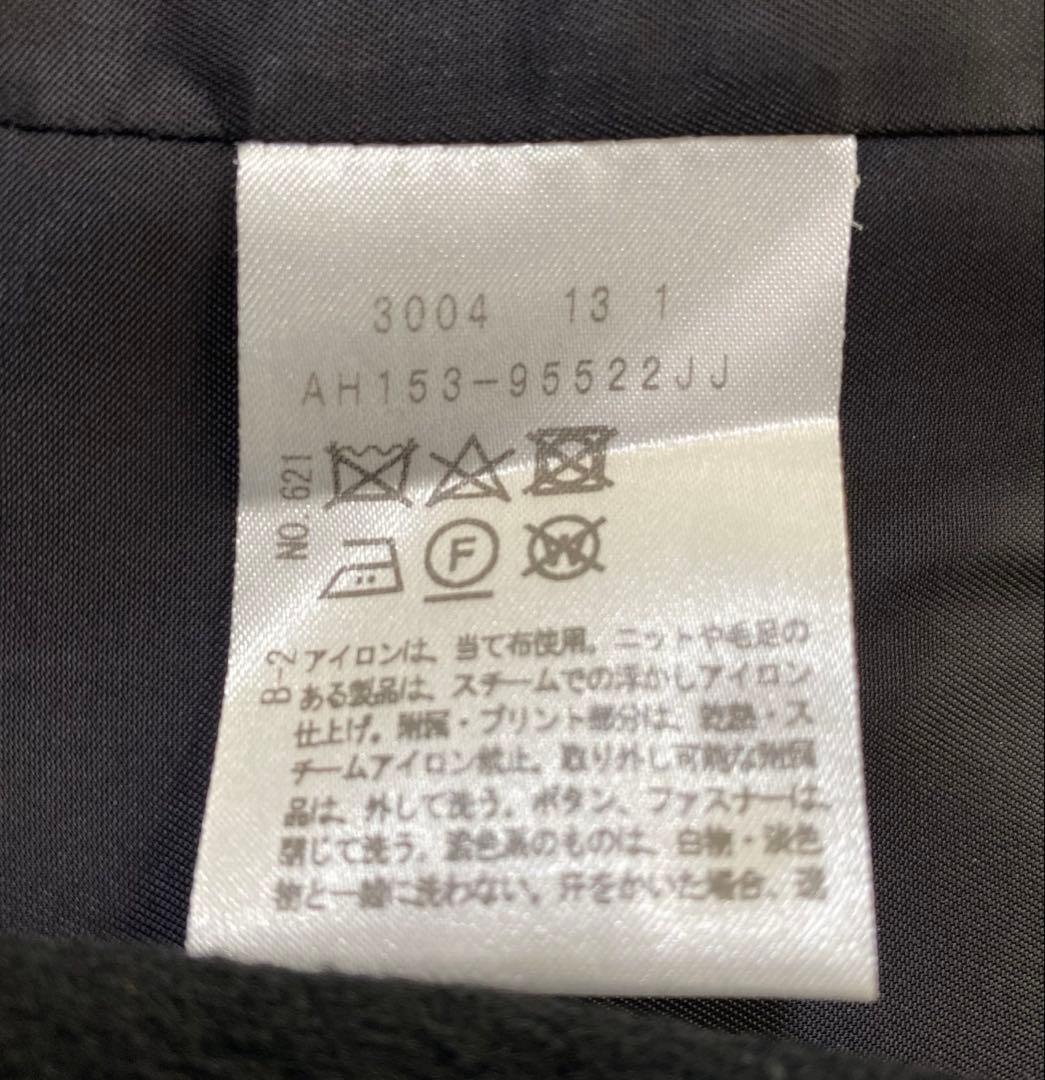 3004 13 1
AH153-95522JJ
NO.621
F
W
B-2
アイロンは、当て布使用。ニットや毛足の
ある製品は、スチームでの浮かしアイロン
仕上げ。附属・プリント部分は、乾熱・ス
チームアイロン禁止。取り外し可能な附属
品は、外して洗う。ボタン、ファスナーは、
閉じて洗う。濃色系のものは、白物・淡色
物と一緒に洗わない。汗をかいた場合、速